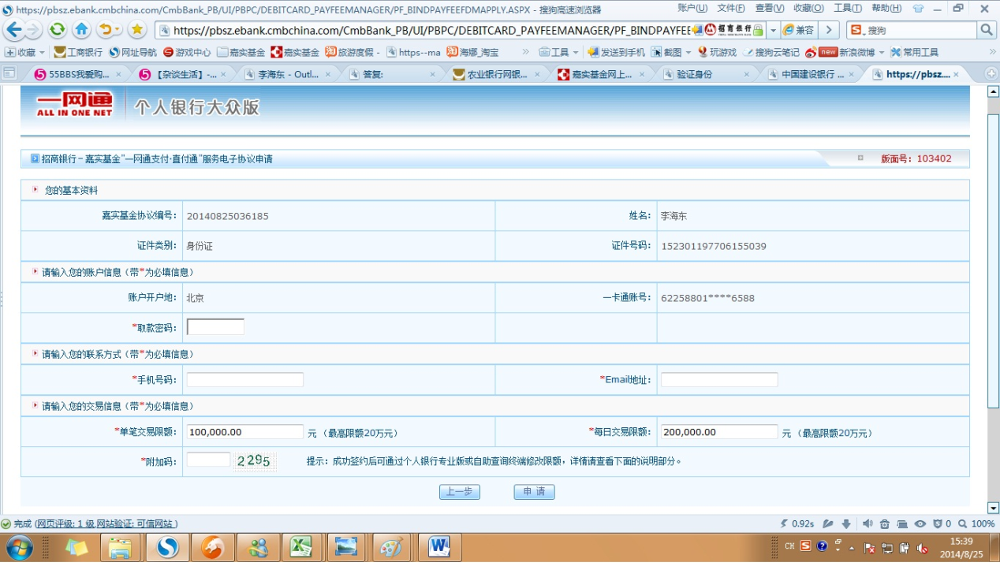 https://pbsz.ebank.cmbchina.com/CmbBank_PB/UI/PBPC/DEBITCARD_PAYFEEMANAGER/PF_BINDPAYEEFDMAPPLY.ASPX - 搜狗高速浏览器 账户(U) 文件(F) 查看(V) 收藏(O) 工具(T) 帮助(H)
https://pbsz.ebank.cmbchina.com/CmbBank_PB/UI/PBPC/DEBITCARD_PAYFEEMANAGER/PF_BINDPAYEEF 招商银行 兼容 搜狗
收藏 工商银行 网址导航 游戏中心 嘉实基金 嘉实基金 旅游度假 - https--ma 海娜_淘宝 » 工具 发送到手机 截图 玩游戏 搜狗云笔记 new 新浪微博 常用工具 »
55BBS我爱购... × 【杂谈生活】-... × 李海东 - Outl... × 答复: × 农业银行网银... × 嘉实基金网上... × 验证身份 × 中国建设银行 ... × https://pbsz.... ×
一网通 个人银行大众版
ALL IN ONE NET
招商银行－嘉实基金"一网通支付·直付通"服务电子协议申请 版面号：103402
您的基本资料
嘉实基金协议编号： 20140825036185 姓名： 李海东
证件类别： 身份证 证件号码： 152301197706155039
请输入您的账户信息（带*为必填信息）
账户开户地： 北京 一卡通账号： 62258801****6588
*取款密码：
请输入您的联系方式（带*为必填信息）
*手机号码： *Email地址：
请输入您的交易信息（带*为必填信息）
*单笔交易限额： 100,000.00 元（最高限额20万元） *每日交易限额： 200,000.00 元（最高限额20万元）
*附加码： 2295 提示：成功签约后可通过个人银行专业版或自助查询终端修改限额，详情请查看下面的说明部分。
上一步 申 请
完成 (网页评级: 1 级,网站验证: 可信网站 ) 0.92s 0 100%
CH S 15:39
2014/8/25